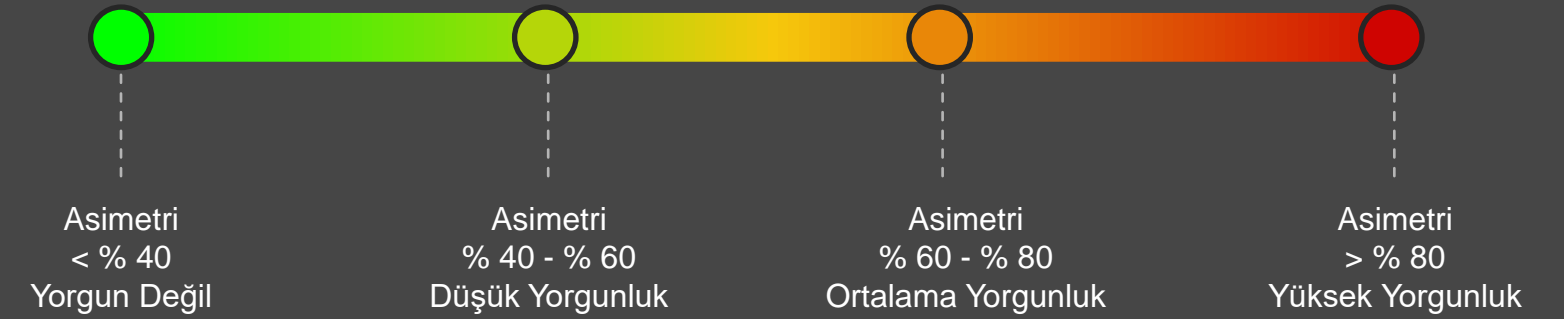 Asimetri
< % 40
Yorgun Değil
Asimetri
% 40 - % 60
Düşük Yorgunluk
Asimetri
% 60 - % 80
Ortalama Yorgunluk
Asimetri
> % 80
Yüksek Yorgunluk